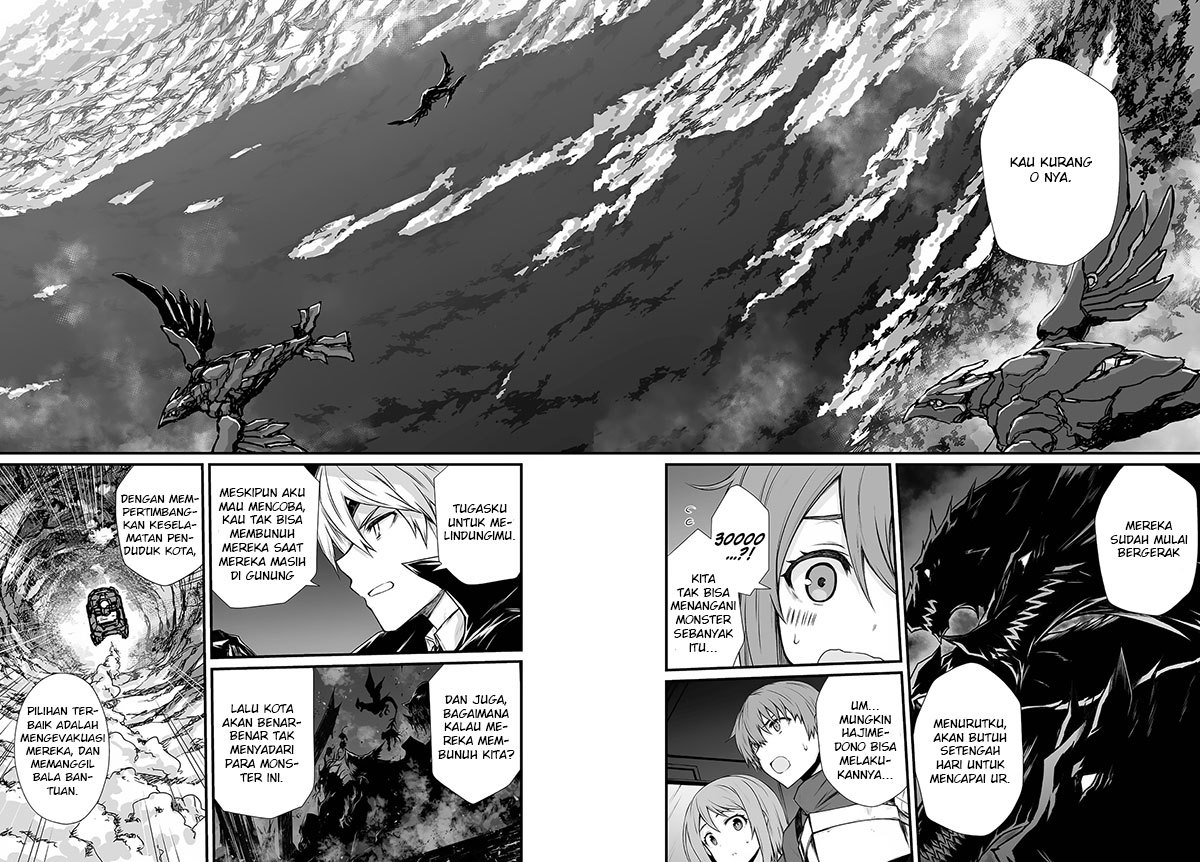 KAU KURANG
O NYA.
MEREKA
SUDAH MULAI
BERGERAK
MENURUTKU,
AKAN BUTUH
SETENGAH
HARI UNTUK
MENCAPAI UR.
30000
...?!
KITA
TAK BISA
MENANGANI
MONSTER
SEBANYAK
ITU...
UM...
MUNGKIN
HAJIME-
DONO BISA
MELAKU-
KANNYA...
TUGASKU
UNTUK ME-
LINDUNGIMU.
MESKIPUN AKU
MAU MENCOBA,
KAU TAK BISA
MEMBUNUH
MEREKA SAAT
MEREKA MASIH
DI GUNUNG
DAN JUGA,
BAGAIMANA
KALAU ME-
REKA MEM-
BUNUH KITA?
LALU KOTA
AKAN BENAR-
BENAR TAK
MENYADARI
PARA MONS-
TER INI.
DENGAN MEM-
PERTIMBANG-
KAN KESELA-
MATAN PEN-
DUDUK KOTA,
PILIHAN TER-
BAIK ADALAH
MENGEVAKUASI
MEREKA, DAN
MEMANGGIL
BALA BAN-
TUAN.